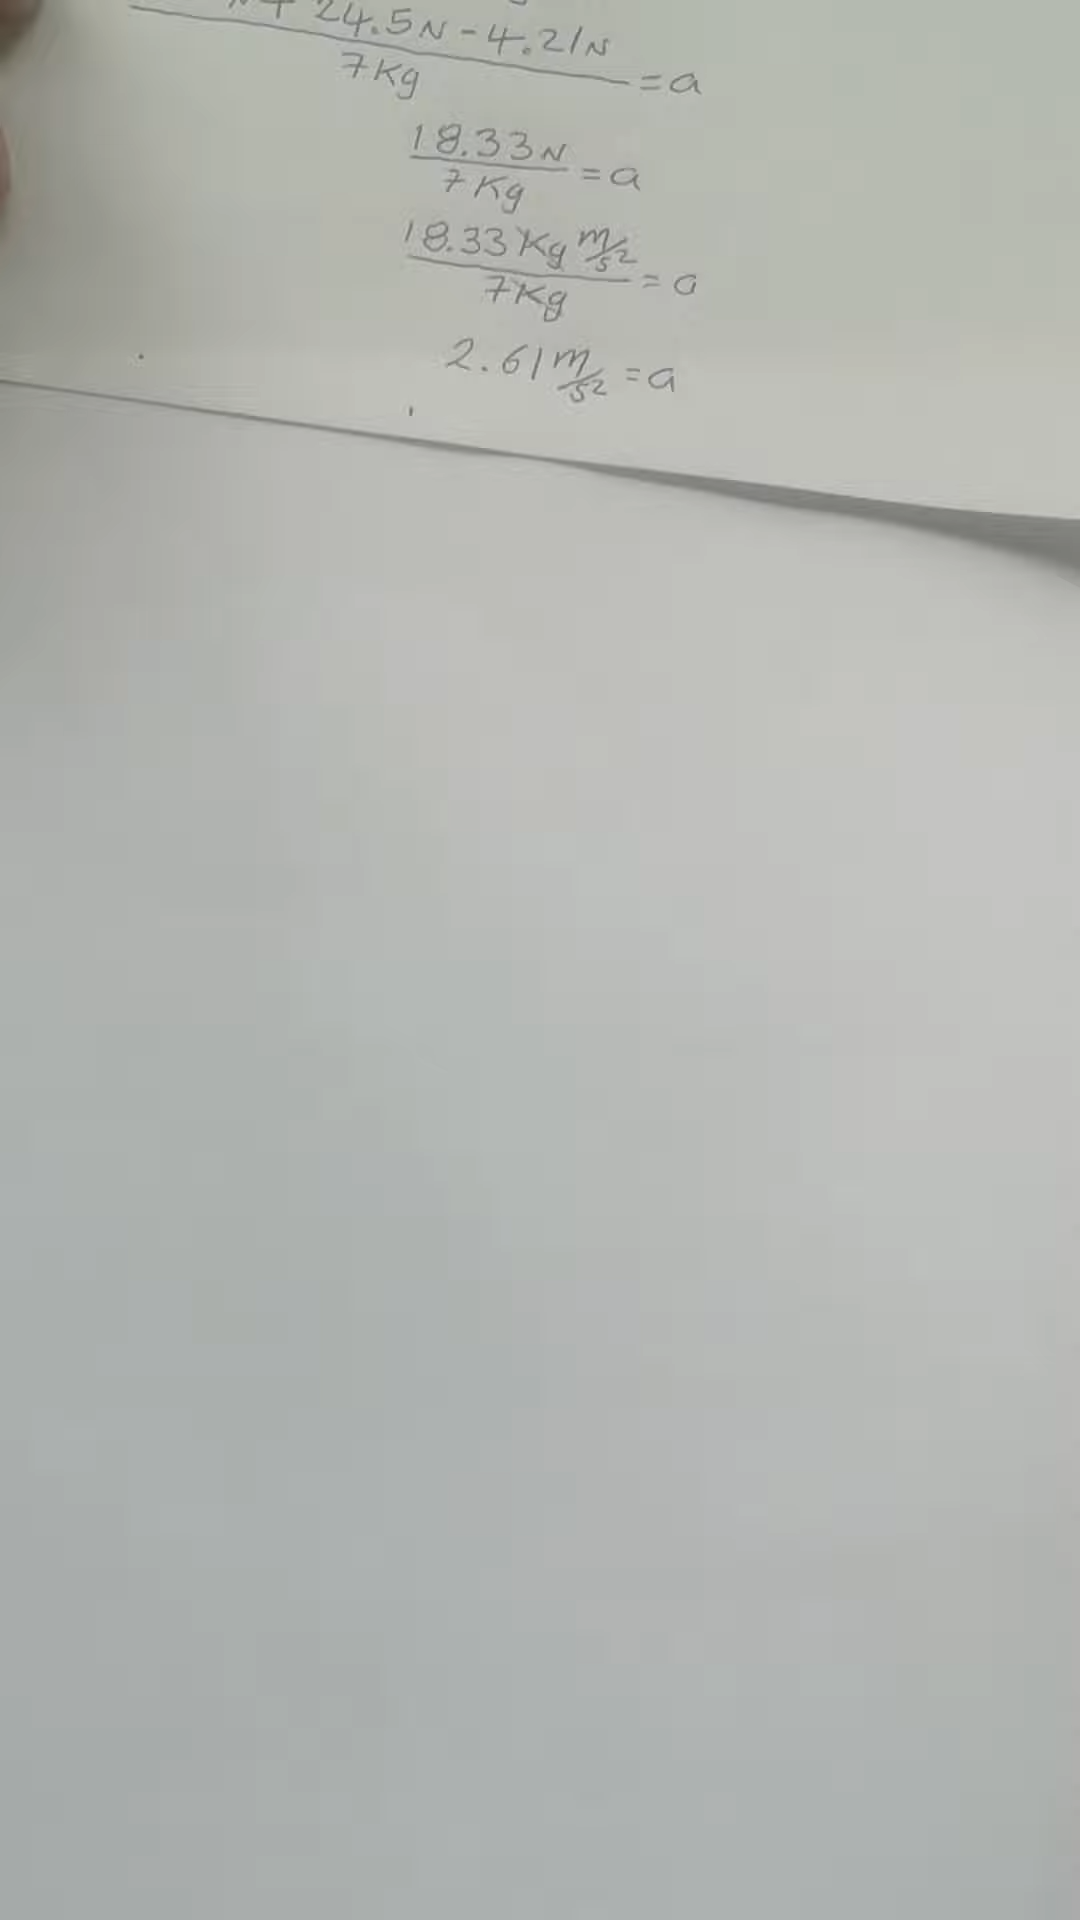 N + 24.5N - 4.21N
7Kg = a
18.33N
7Kg = a
18.33 Kg m/s2
7Kg = a
2.61 m/s2 = a